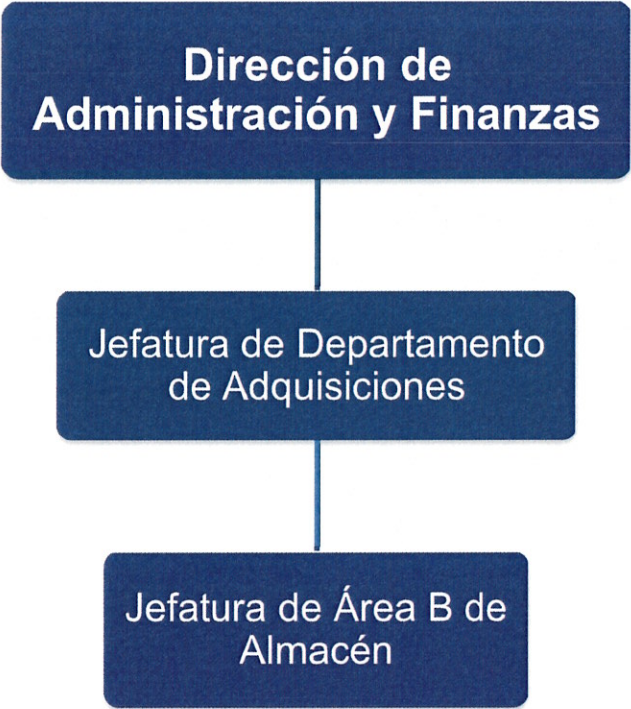 Dirección de
Administración y Finanzas
Jefatura de Departamento
de Adquisiciones
Jefatura de Área B de
Almacén